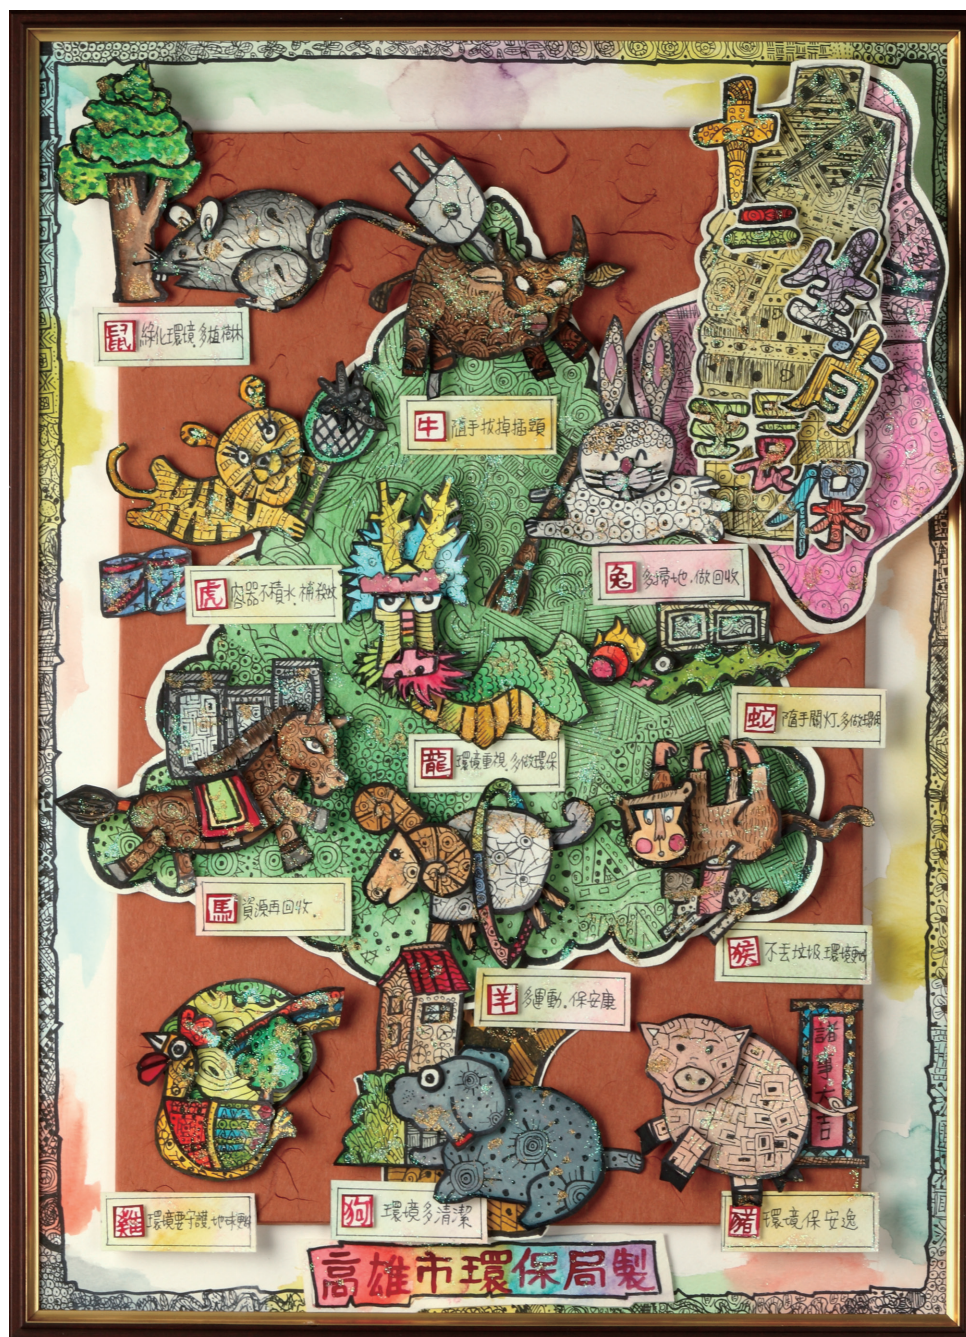 十二生肖
環保
鼠 綠化環境.多植樹林
牛 隨手拔掉插頭
兔 多掃地.做回收
虎 容器不積水.
蛇 隨手關灯.多做環保
龍 環境重視.多做環保
馬 資源再回收.
猴 不丟垃圾環境
羊 多運動.保安康
諸事大吉
雞 環境要守護.地球
狗 環境多清潔
豬 環境保安逸
高雄市環保局製